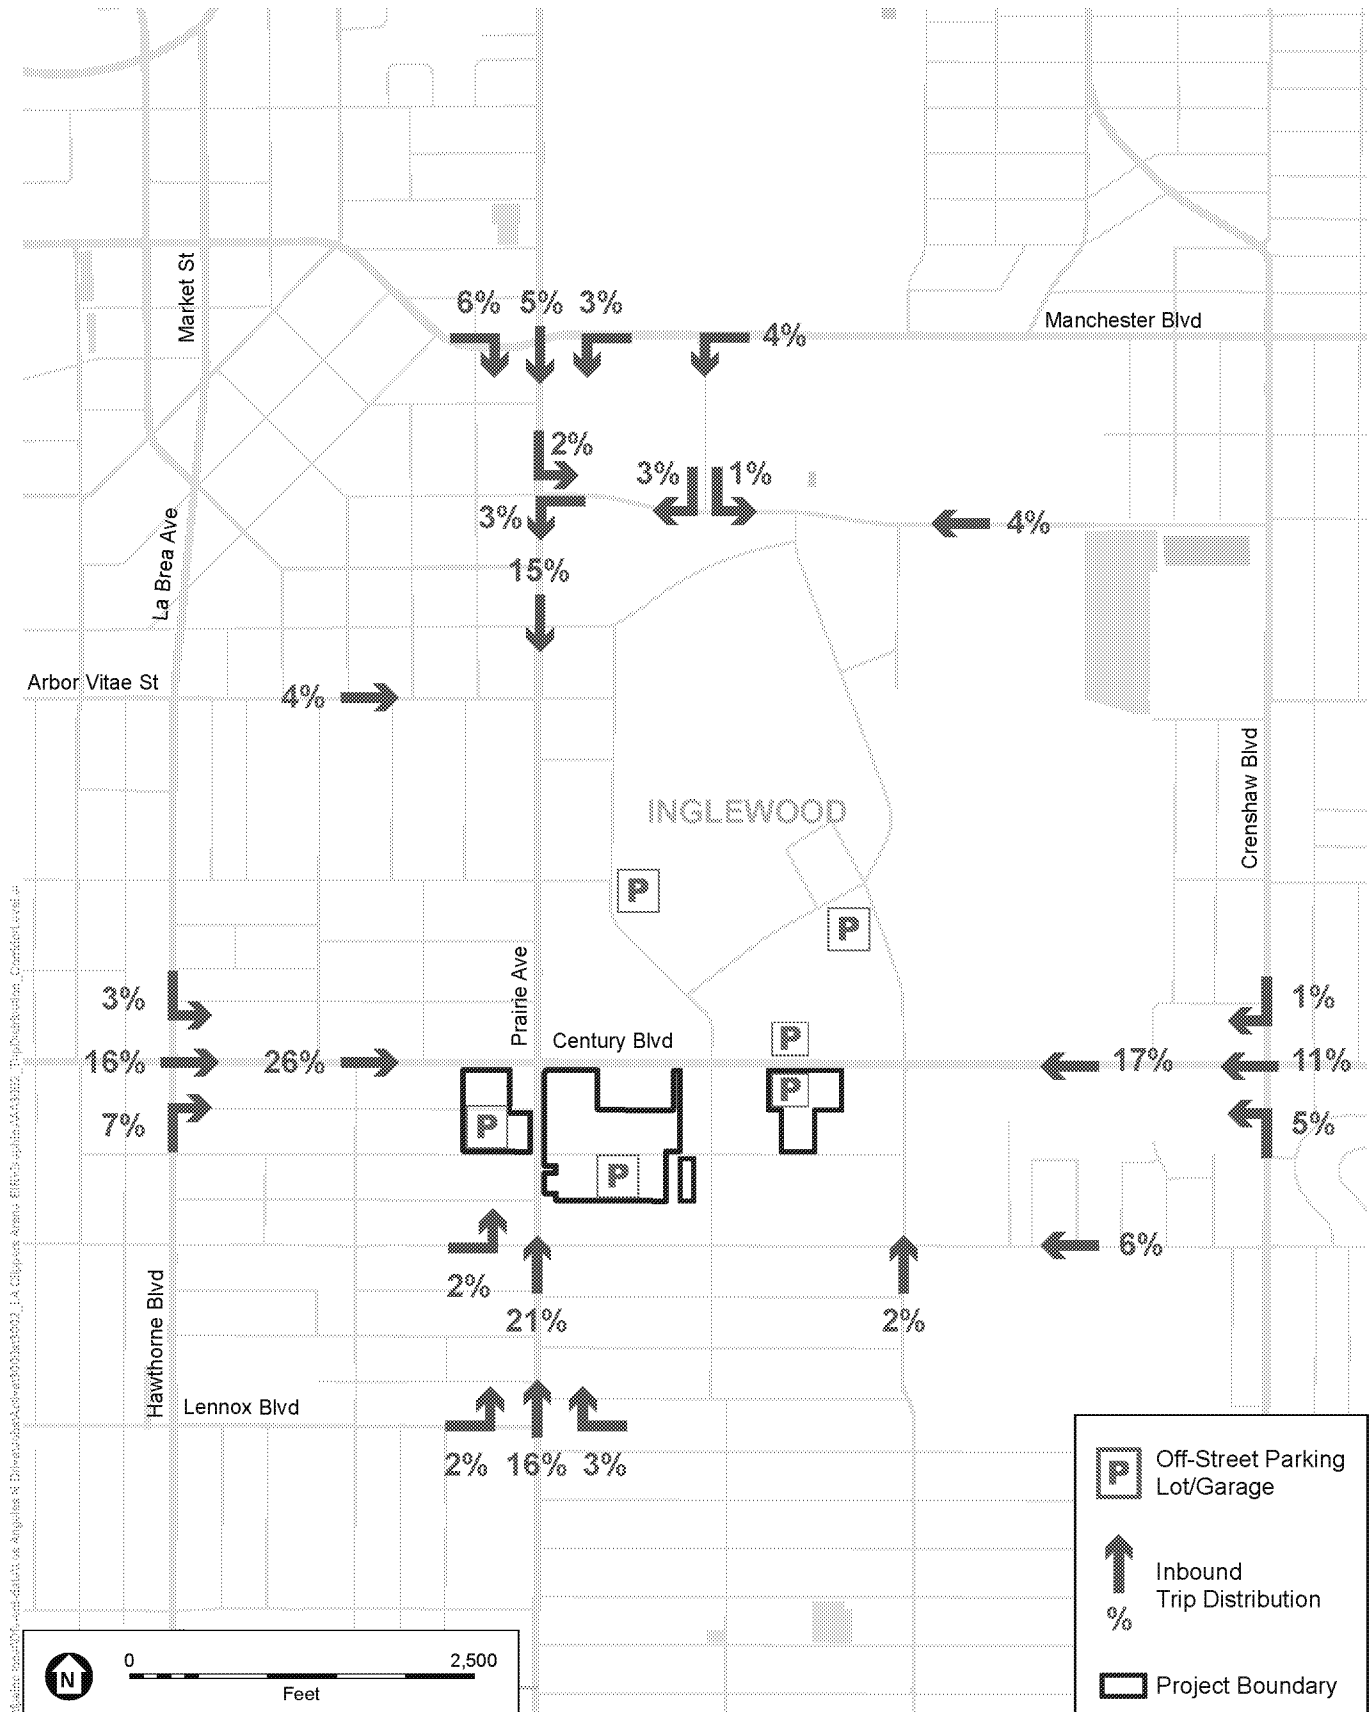 Market St
6% 5% 3%
4%
Manchester Blvd
2%
3% 1%
3%
4%
La Brea Ave
15%
Arbor Vitae St
4%
Crenshaw Blvd
INGLEWOOD
P
P
Prairie Ave
3%
1%
P
Century Blvd
16% 26%
17% 11%
P
7%
P
5%
P
6%
2%
21%
2%
Hawthorne Blvd
Lennox Blvd
2% 16% 3%
P
Off-Street Parking
Lot/Garage
Inbound
Trip Distribution
%
Project Boundary
N
0 2,500
Feet